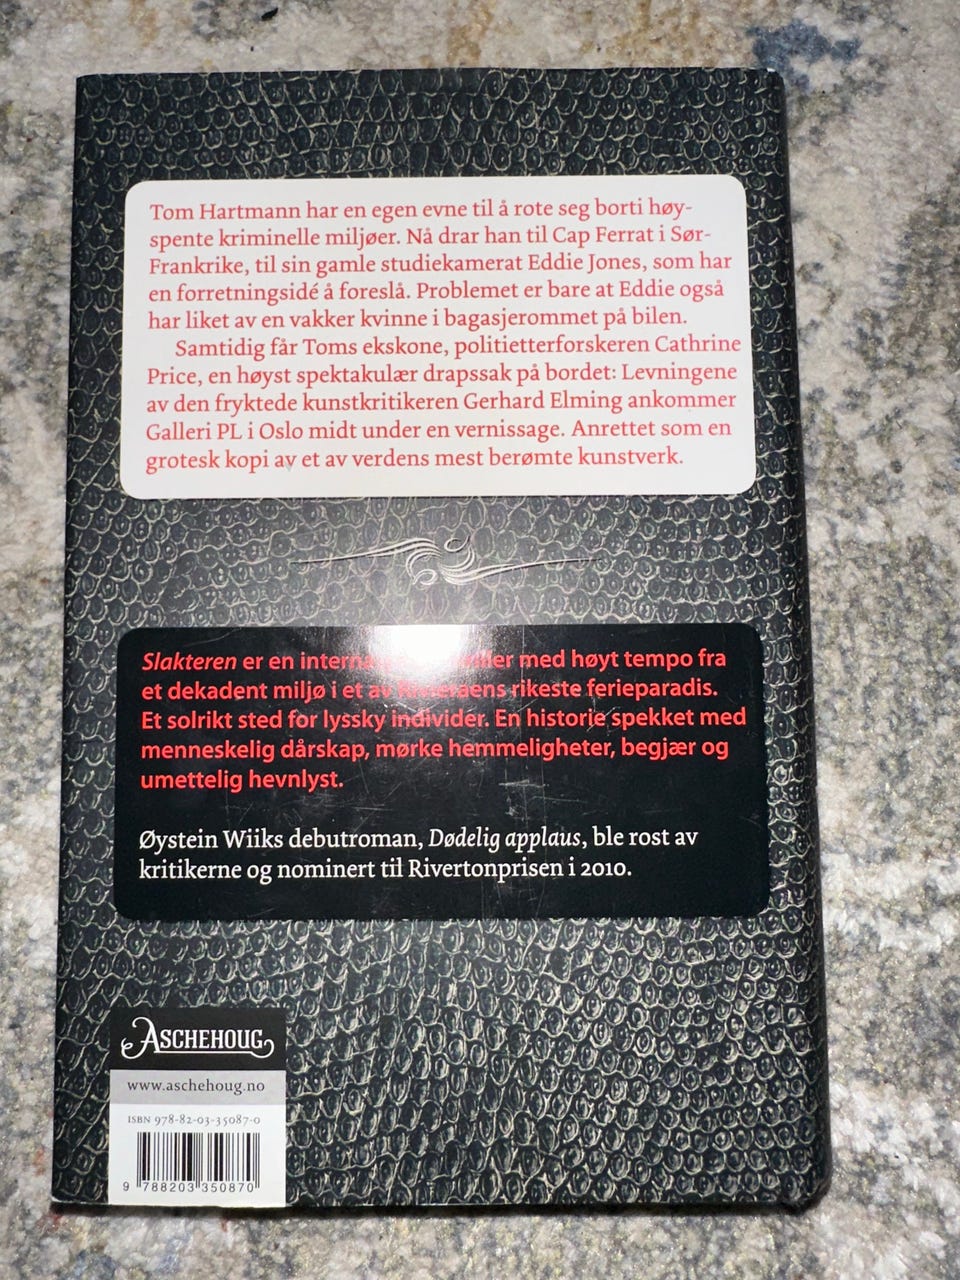 Tom Hartmann har en egen evne til å rote seg borti høy-
spente kriminelle miljøer. Nå drar han til Cap Ferrat i Sør-
Frankrike, til sin gamle studiekamerat Eddie Jones, som har
en forretningsidé å foreslå. Problemet er bare at Eddie også
har liket av en vakker kvinne i bagasjerommet på bilen.
Samtidig får Toms ekskone, politietterforskeren Cathrine
Price, en høyst spektakulær drapssak på bordet: Levningene
av den fryktede kunstkritikeren Gerhard Elming ankommer
Galleri PL i Oslo midt under en vernissage. Anrettet som en
grotesk kopi av et av verdens mest berømte kunstverk.
Slakteren er en med høyt tempo fra
et dekadent miljø i et av rikeste ferieparadis.
Et solrikt sted for lyssky individer. En historie spekket med
menneskelig dårskap, mørke hemmeligheter, begjær og
umettelig hevnlyst.
Øystein Wiiks debutroman, Dødelig applaus, ble rost av
kritikerne og nominert til Rivertonprisen i 2010.
ASCHEHOUG
www.aschehoug.no
ISBN 978-82-03-35087-0
9 788203 350870